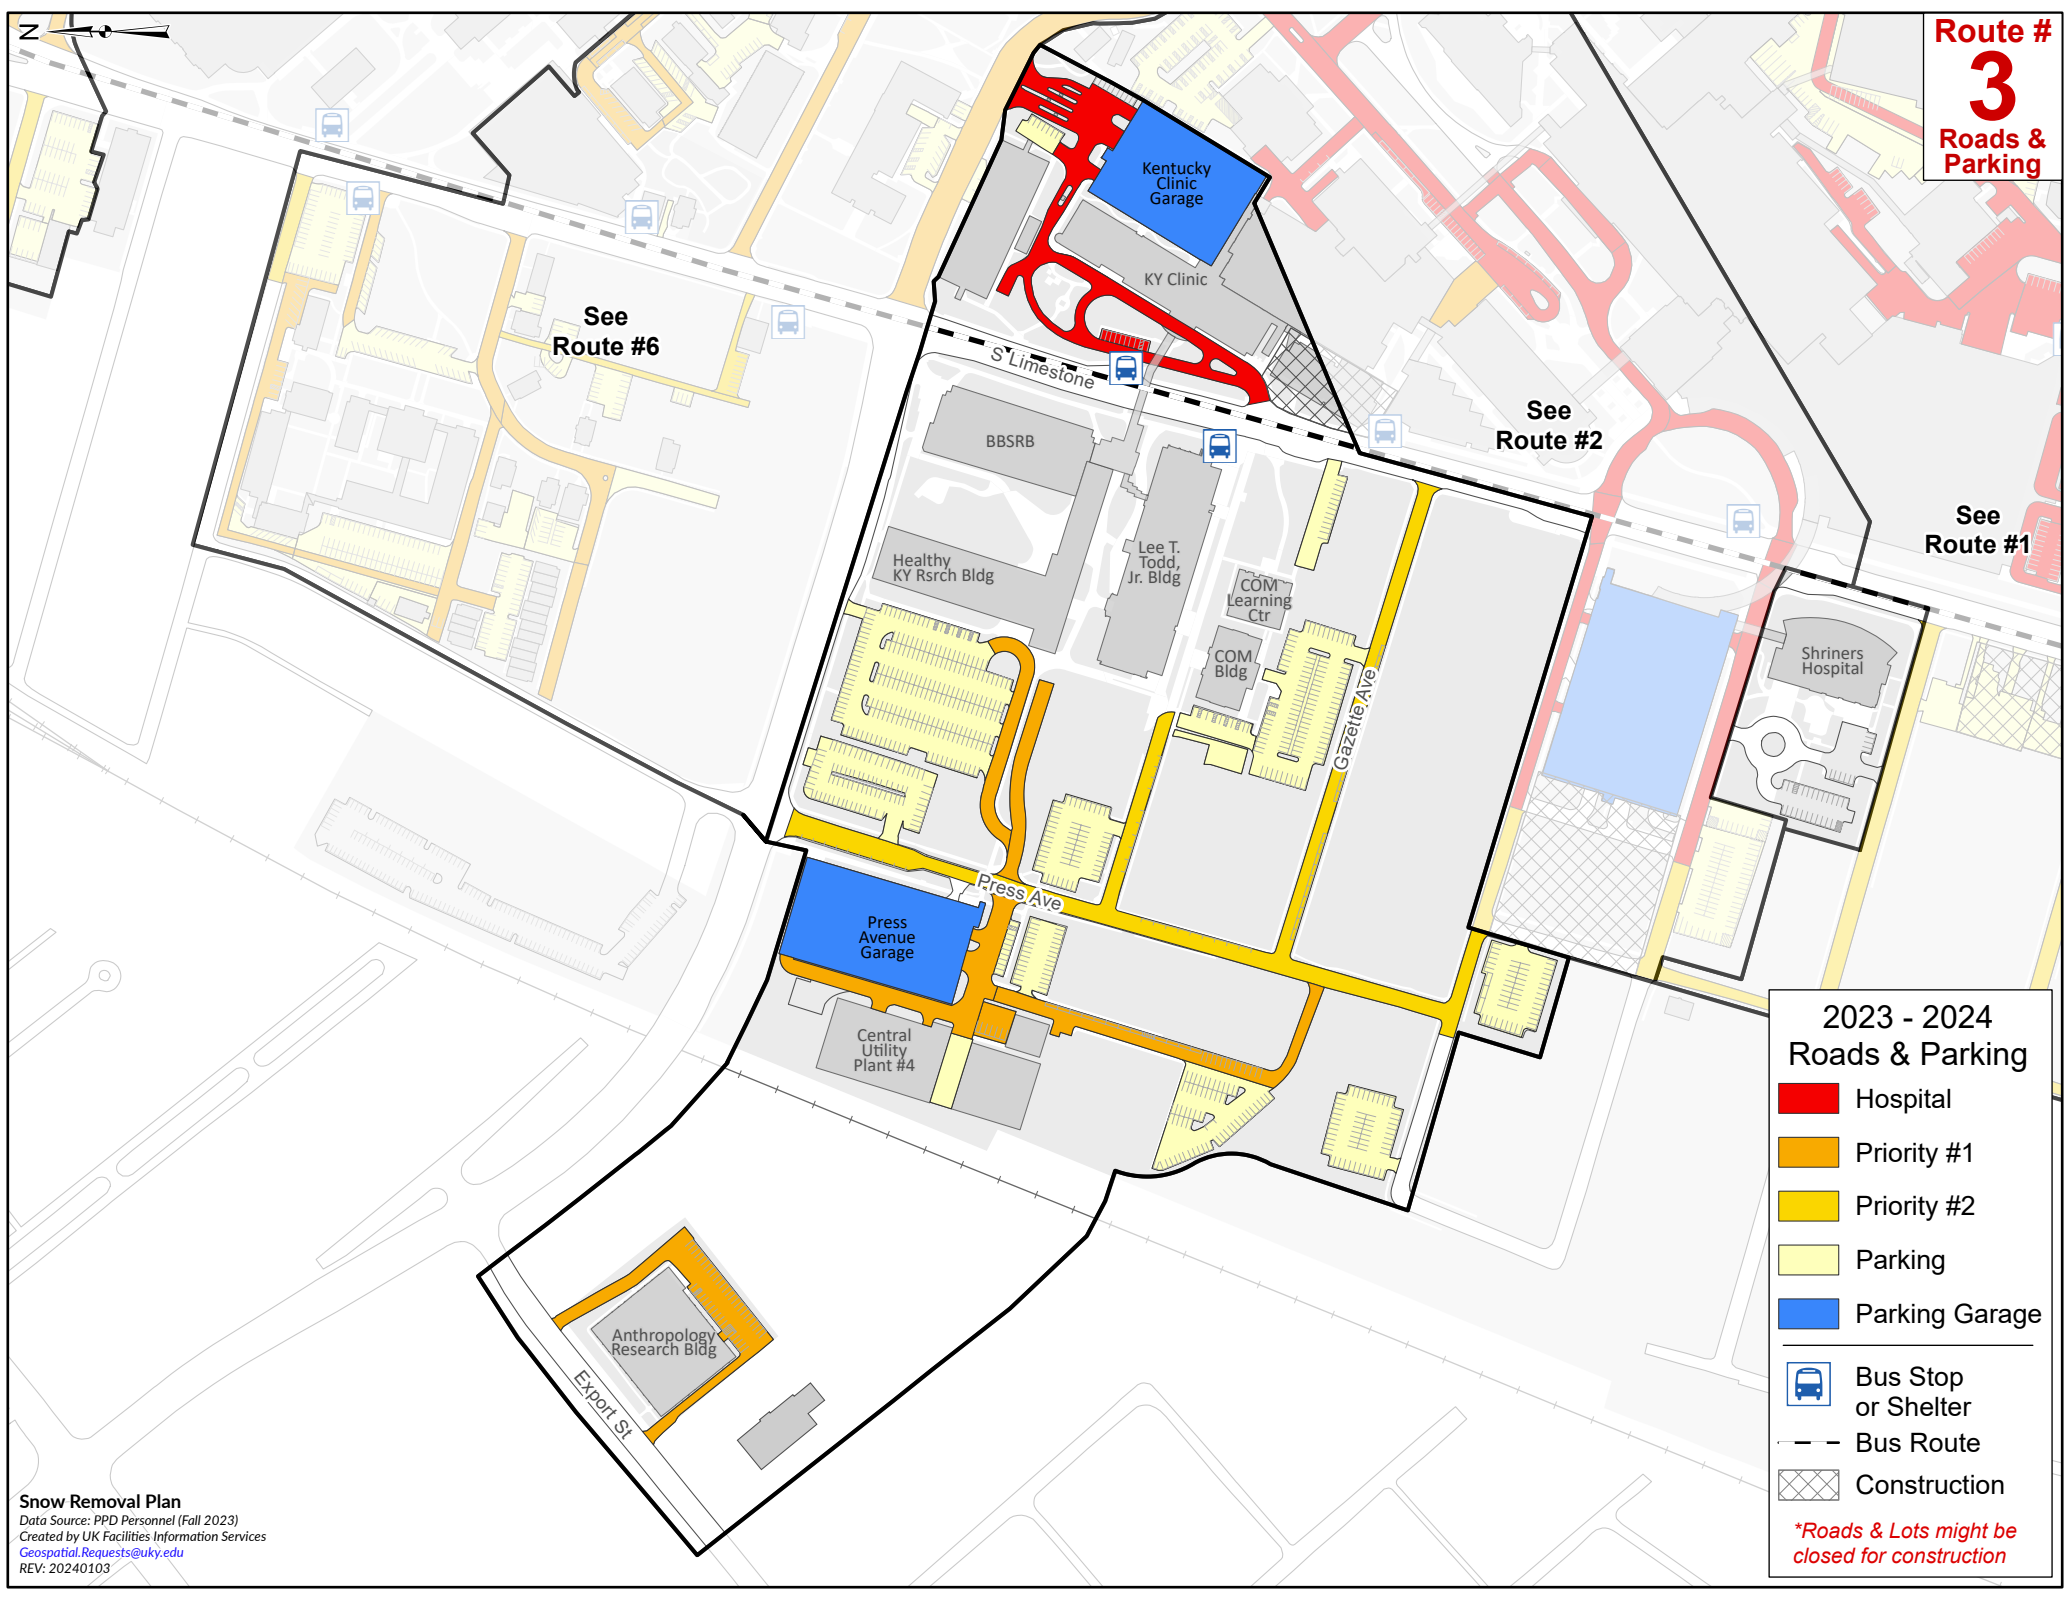 N
Route #
3
Roads &
Parking
Kentucky
Clinic
Garage
KY Clinic
See
Route #6
S Limestone
See
Route #2
BBSRB
See
Route #1
Healthy
KY Rsrch Bldg
Lee T.
Todd,
Jr. Bldg
COM
Learning
Ctr
COM
Bldg
Shriners
Hospital
Gazette Ave
Press Ave
Press
Avenue
Garage
Central
Utility
Plant #4
Anthropology
Research Bldg
Export St
2023 - 2024
Roads & Parking
Hospital
Priority #1
Priority #2
Parking
Parking Garage
Bus Stop
or Shelter
Bus Route
Construction
*Roads & Lots might be
closed for construction
Snow Removal Plan
Data Source: PPD Personnel (Fall 2023)
Created by UK Facilities Information Services
Geospatial.Requests@uky.edu
REV: 20240103